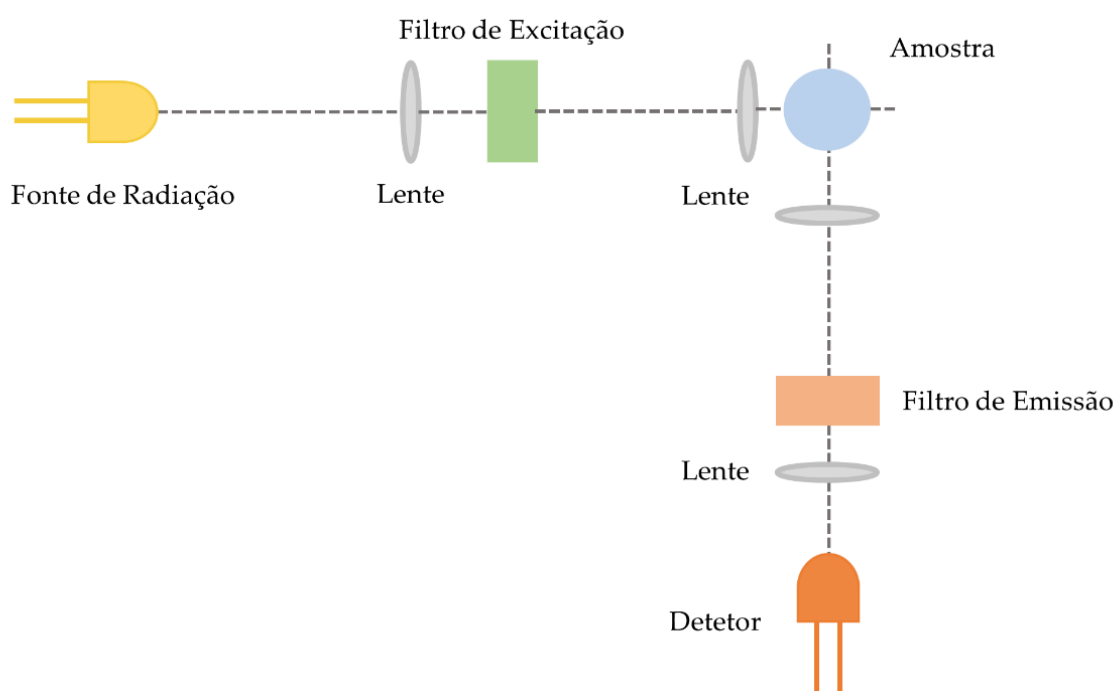 Filtro de Excitação
Amostra
Fonte de Radiação
Lente
Lente
Filtro de Emissão
Lente
Detetor